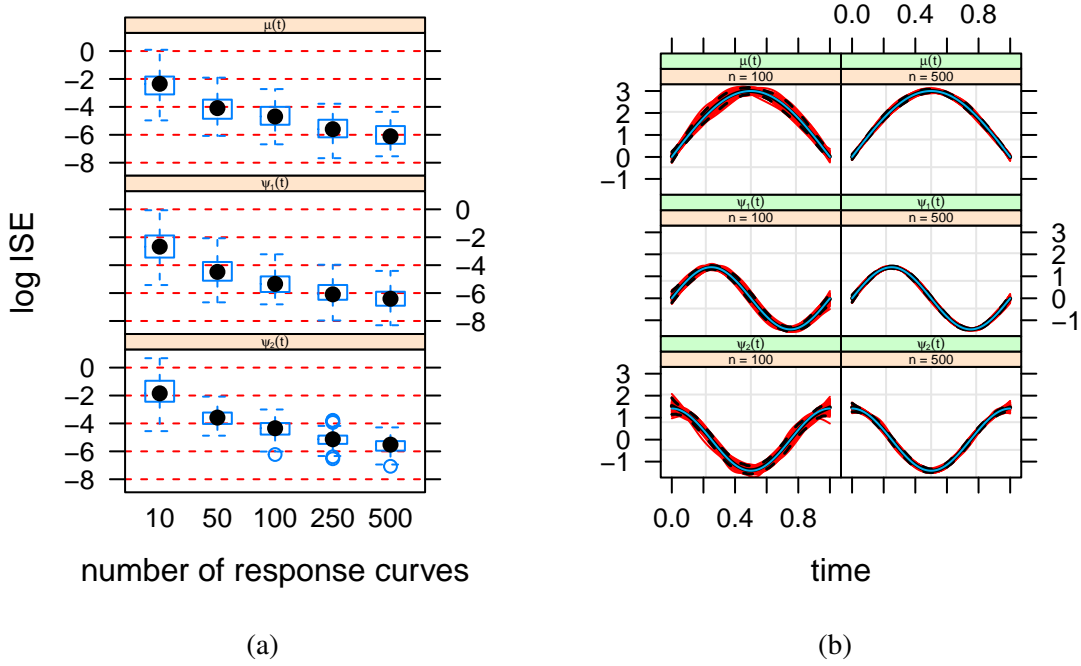 μ(t)
0
−2
−4
−6
−8
ψ1(t)
0
−2
−4
−6
−8
ψ2(t)
0
−2
−4
−6
−8
10 50 100 250 500
log ISE
number of response curves
(a)
0.0 0.4 0.8
μ(t) μ(t)
n = 100 n = 500
3
2
1
0
−1
ψ1(t) ψ1(t)
n = 100 n = 500
3
2
1
0
−1
ψ2(t) ψ2(t)
n = 100 n = 500
3
2
1
0
−1
0.0 0.4 0.8
time
(b)